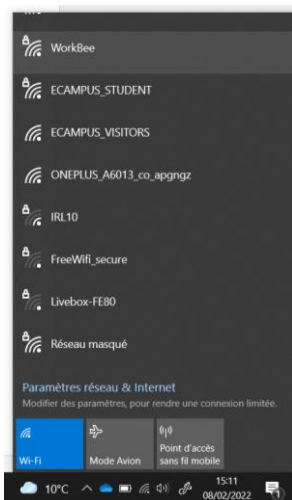 WorkBee
ECAMPUS_STUDENT
ECAMPUS_VISITORS
ONEPLUS_A6013_co_apgngz
IRL10
FreeWifi_secure
Livebox-FE80
Réseau masqué
Paramètres réseau & Internet
Modifier des paramètres, pour rendre une connexion limitée.
Wi-Fi
Mode Avion
Point d'accès
sans fil mobile
10°C
15:11
08/02/2022
1